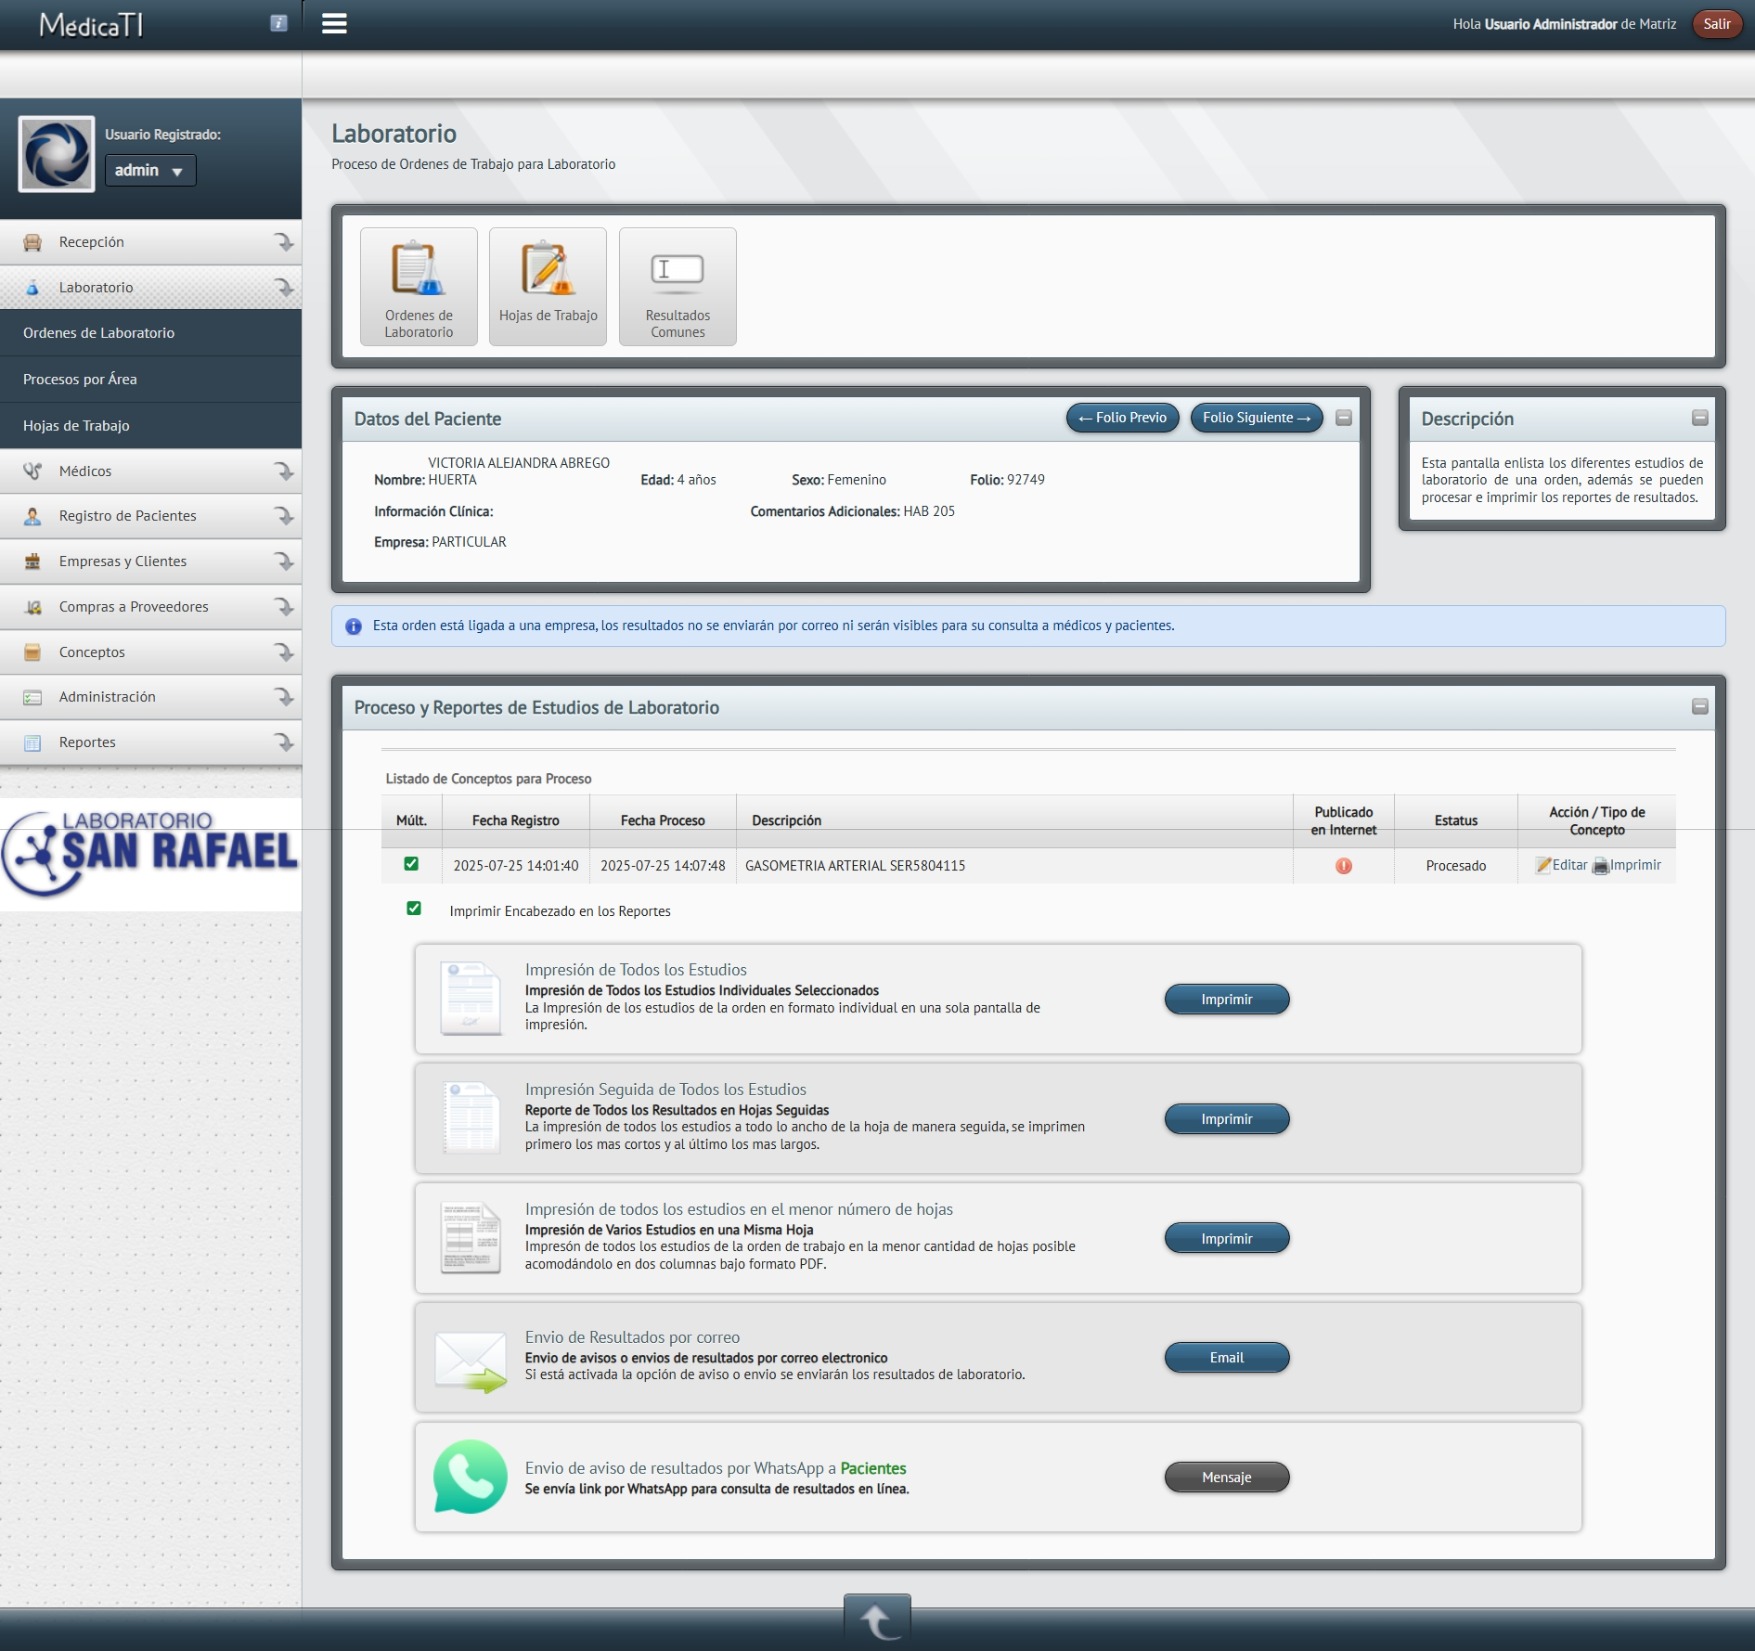 MédicaTI
Hola Usuario Administrador de Matriz
Salir
Usuario Registrado:
admin
Recepción
Laboratorio
Ordenes de Laboratorio
Procesos por Área
Hojas de Trabajo
Médicos
Registro de Pacientes
Empresas y Clientes
Compras a Proveedores
Conceptos
Administración
Reportes
LABORATORIO
SAN RAFAEL
Laboratorio
Proceso de Ordenes de Trabajo para Laboratorio
Ordenes de
Laboratorio
Hojas de Trabajo
Resultados
Comunes
Datos del Paciente
← Folio Previo
Folio Siguiente →
VICTORIA ALEJANDRA ABREGO
Nombre: HUERTA Edad: 4 años Sexo: Femenino Folio: 92749
Información Clínica: Comentarios Adicionales: HAB 205
Empresa: PARTICULAR
Descripción
Esta pantalla enlista los diferentes estudios de
laboratorio de una orden, además se pueden
procesar e imprimir los reportes de resultados.
Esta orden está ligada a una empresa, los resultados no se enviarán por correo ni serán visibles para su consulta a médicos y pacientes.
Proceso y Reportes de Estudios de Laboratorio
Listado de Conceptos para Proceso
Múlt. Fecha Registro Fecha Proceso Descripción Publicado en Internet Estatus Acción / Tipo de Concepto
2025-07-25 14:01:40 2025-07-25 14:07:48 GASOMETRIA ARTERIAL SER5804115 Procesado Editar Imprimir
Imprimir Encabezado en los Reportes
Impresión de Todos los Estudios
Impresión de Todos los Estudios Individuales Seleccionados
La Impresión de los estudios de la orden en formato individual en una sola pantalla de
impresión.
Imprimir
Impresión Seguida de Todos los Estudios
Reporte de Todos los Resultados en Hojas Seguidas
La impresión de todos los estudios a todo lo ancho de la hoja de manera seguida, se imprimen
primero los mas cortos y al último los mas largos.
Imprimir
Impresión de todos los estudios en el menor número de hojas
Impresión de Varios Estudios en una Misma Hoja
Impresón de todos los estudios de la orden de trabajo en la menor cantidad de hojas posible
acomodándolo en dos columnas bajo formato PDF.
Imprimir
Envio de Resultados por correo
Envio de avisos o envios de resultados por correo electronico
Si está activada la opción de aviso o envio se enviarán los resultados de laboratorio.
Email
Envio de aviso de resultados por WhatsApp a Pacientes
Se envía link por WhatsApp para consulta de resultados en línea.
Mensaje